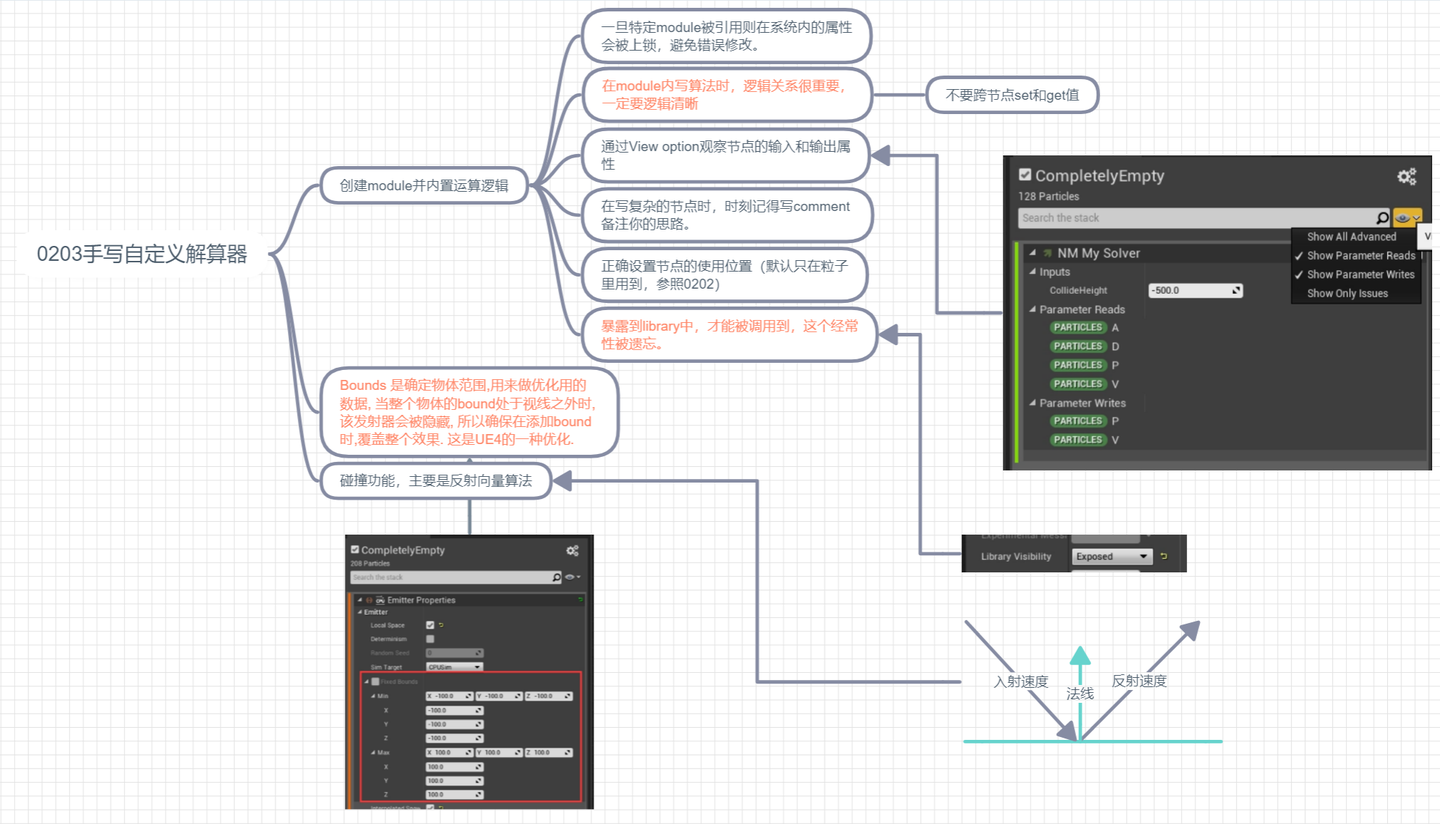 0203手写自定义解算器
创建module并内置运算逻辑
一旦特定module被引用则在系统内的属性
会被上锁，避免错误修改。
在module内写算法时，逻辑关系很重要，
一定要逻辑清晰
不要跨节点set和get值
通过View option观察节点的输入和输出属
性
在写复杂的节点时，时刻记得写comment
备注你的思路。
正确设置节点的使用位置（默认只在粒子
里用到，参照0202）
暴露到library中，才能被调用到，这个经常
性被遗忘。
Bounds 是确定物体范围,用来做优化用的
数据, 当整个物体的bound处于视线之外时,
该发射器会被隐藏, 所以确保在添加bound
时,覆盖整个效果. 这是UE4的一种优化.
碰撞功能，主要是反射向量算法
CompletelyEmpty
128 Particles
Search the stack
Show All Advanced
Show Parameter Reads
Show Parameter Writes
Show Only Issues
NM My Solver
Inputs
CollideHeight
-500.0
Parameter Reads
PARTICLES A
PARTICLES D
PARTICLES P
PARTICLES V
Parameter Writes
PARTICLES P
PARTICLES V
Library Visibility
Exposed
入射速度
法线
反射速度
CompletelyEmpty
208 Particles
Search the stack
Emitter Properties
Emitter
Local Space
Determinism
Random Seed
0
Sim Target
CPUSim
Fixed Bounds
Min X -100.0 Y -100.0 Z -100.0
X -100.0
Y -100.0
Z -100.0
Max X 100.0 Y 100.0 Z 100.0
X 100.0
Y 100.0
Z 100.0